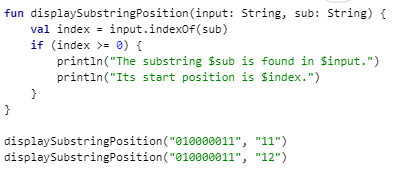 fun displaySubstringPosition(input: String, sub: String) {
    val index = input.indexOf(sub)
    if (index >= 0) {
        println("The substring $sub is found in $input.")
        println("Its start position is $index.")
    }
}

displaySubstringPosition("010000011", "11")
displaySubstringPosition("010000011", "12")